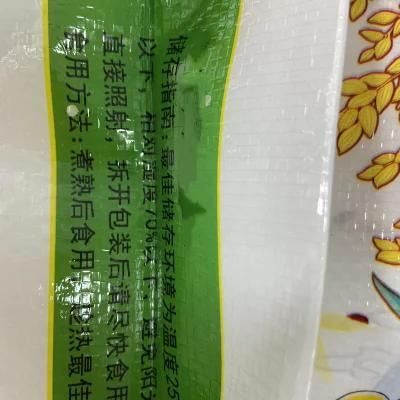 储存指南:最佳储存环境为温度25
以下,相对湿度70%以下,避免阳光
直接照射,拆开包装后请尽快食用
食用方法:煮熟后食用,趁热最佳